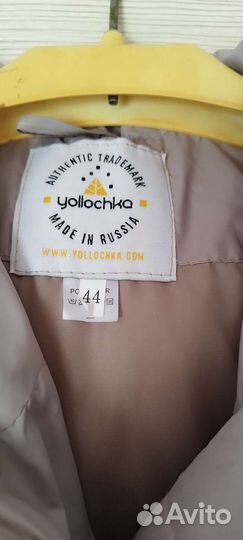 AUTHENTIC TRADEMARK
yollochka
MADE IN RUSSIA
WWW.YOLLOCHKA.COM
44
Avito